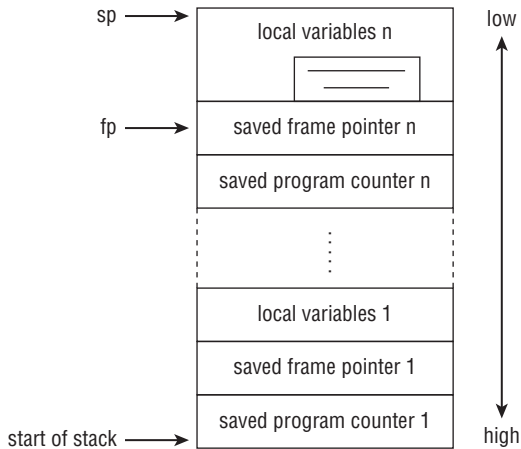 sp
local variables n
low
fp
saved frame pointer n
saved program counter n
local variables 1
saved frame pointer 1
saved program counter 1
start of stack
high